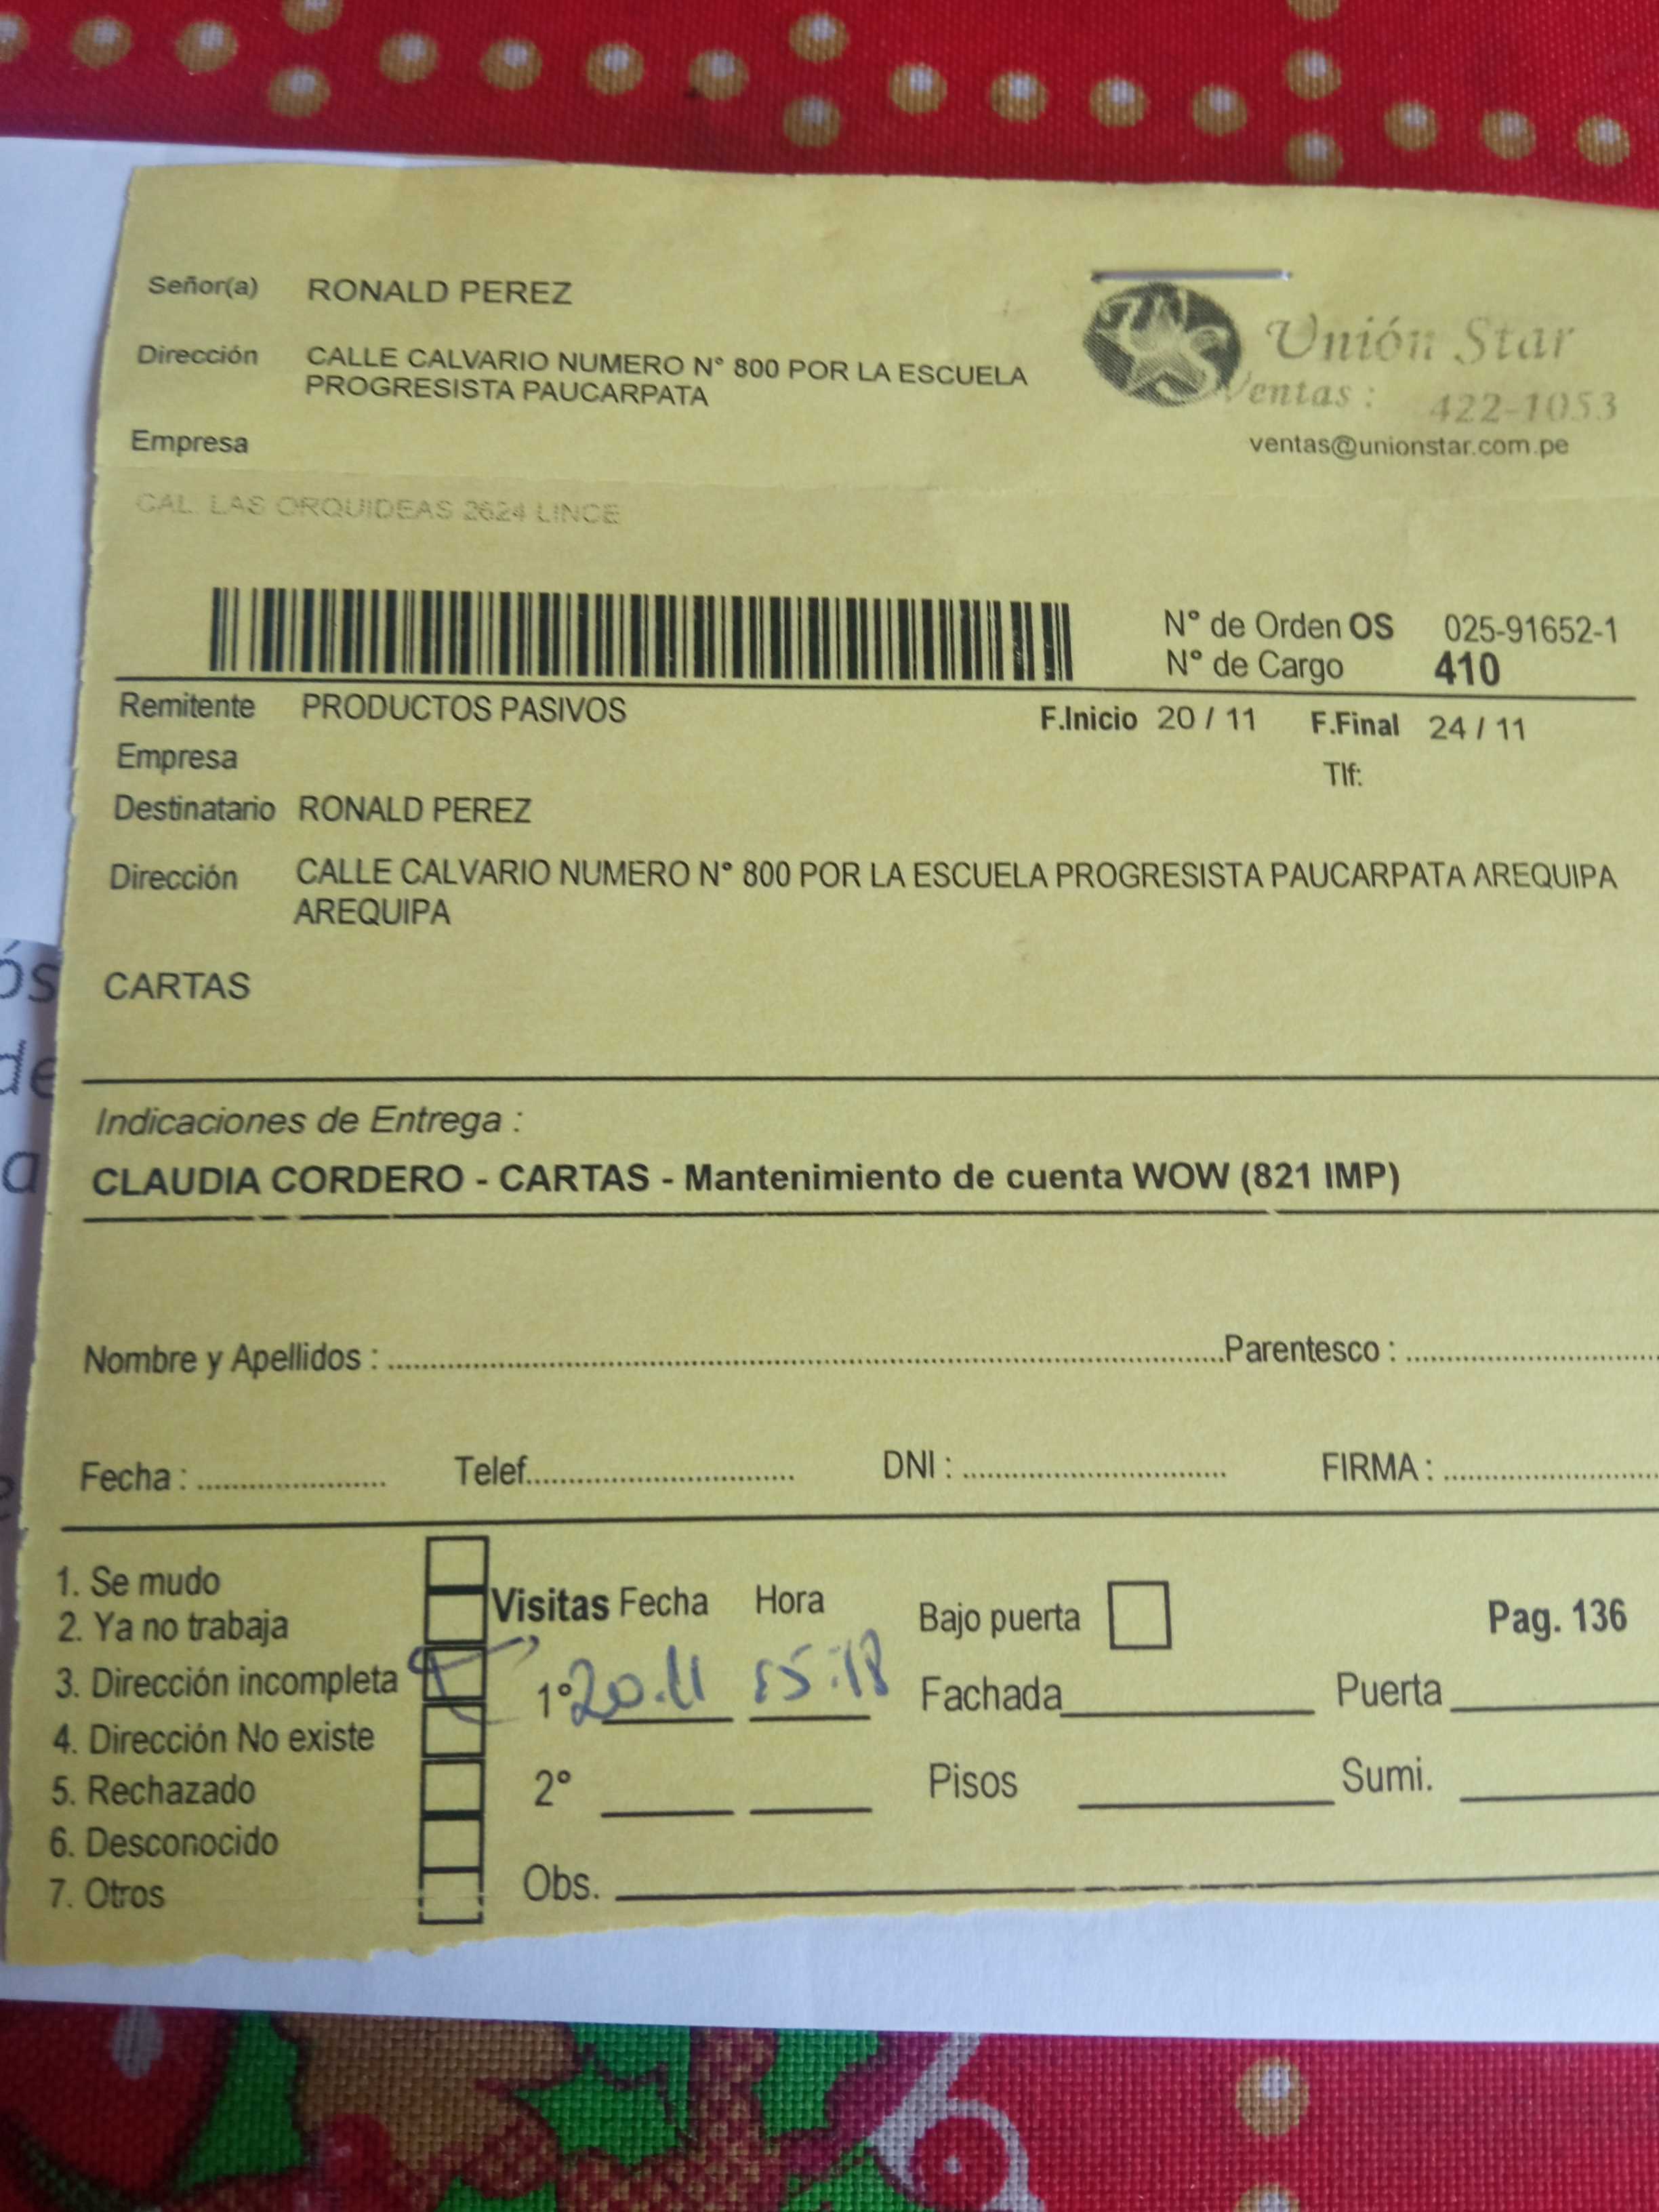 Señor(a) RONALD PEREZ
Dirección CALLE CALVARIO NUMERO N° 800 POR LA ESCUELA
PROGRESISTA PAUCARPATA
Empresa
Unión Star
Ventas : 422-1053
ventas@unionstar.com.pe
CAL. LAS ORQUIDEAS 2624 LINCE
N° de Orden OS 025-91652-1
N° de Cargo 410
Remitente PRODUCTOS PASIVOS F.Inicio 20 / 11 F.Final 24 / 11
Empresa Tlf:
Destinatario RONALD PEREZ
Dirección CALLE CALVARIO NUMERO N° 800 POR LA ESCUELA PROGRESISTA PAUCARPATA AREQUIPA
AREQUIPA
CARTAS
Indicaciones de Entrega :
CLAUDIA CORDERO - CARTAS - Mantenimiento de cuenta WOW (821 IMP)
Nombre y Apellidos : Parentesco :
Fecha : Telef. DNI : FIRMA :
1. Se mudo
2. Ya no trabaja
3. Dirección incompleta
4. Dirección No existe
5. Rechazado
6. Desconocido
7. Otros
Visitas Fecha Hora
1° 20.11 15:18
2°
Obs.
Bajo puerta
Fachada Puerta
Pisos Sumi.
Pag. 136
ós
de
a